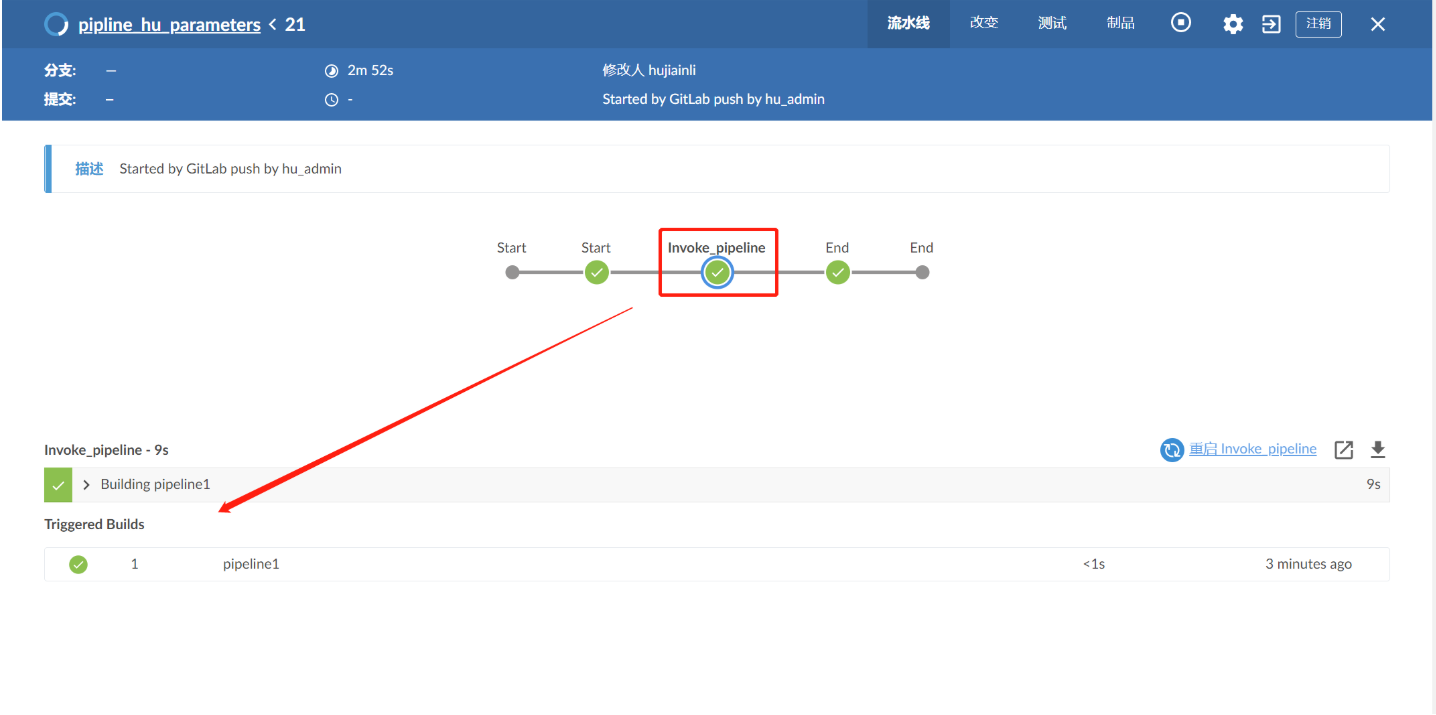 pipline_hu_parameters < 21 流水线 改变 测试 制品 注销
分支: — 2m 52s 修改人 hujiainli
提交: – - Started by GitLab push by hu_admin
描述 Started by GitLab push by hu_admin
Start Start Invoke_pipeline End End
Invoke_pipeline - 9s 重启 Invoke_pipeline
Building pipeline1 9s
Triggered Builds
1 pipeline1 <1s 3 minutes ago